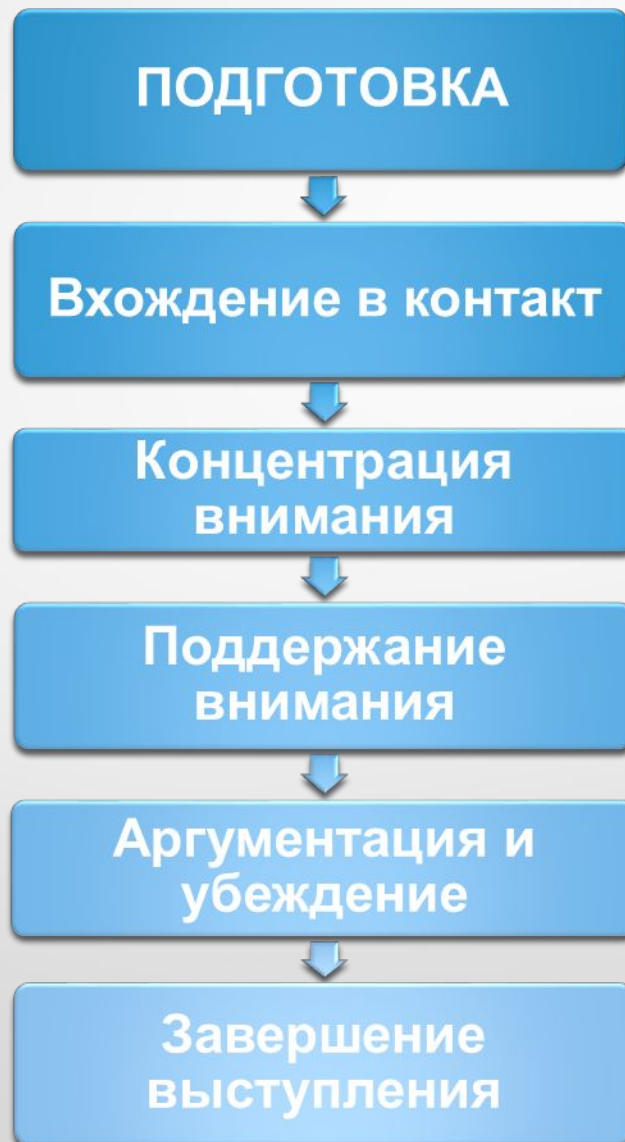 ПОДГОТОВКА
Вхождение в контакт
Концентрация
внимания
Поддержание
внимания
Аргументация и
убеждение
Завершение
выступления